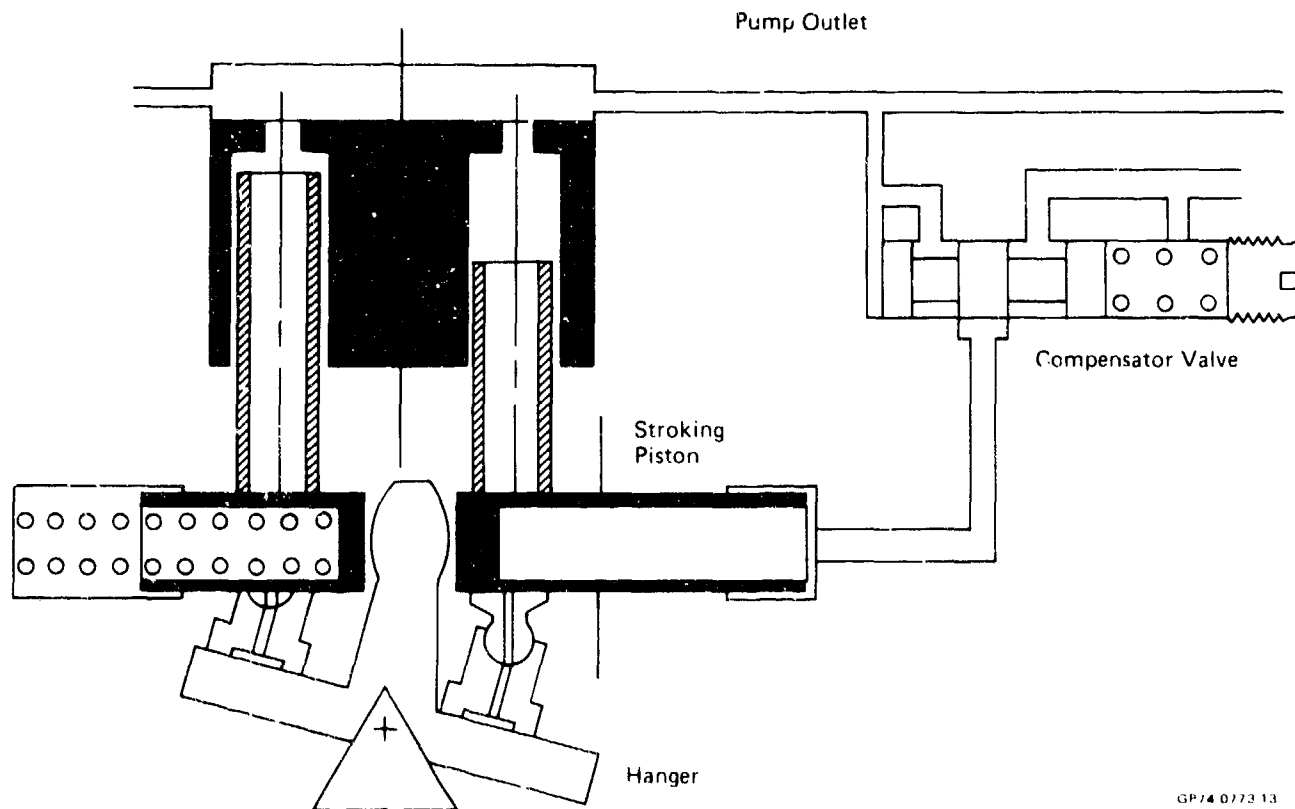 Pump Outlet
Compensator Valve
Stroking
Piston
Hanger
GP74 0773 13